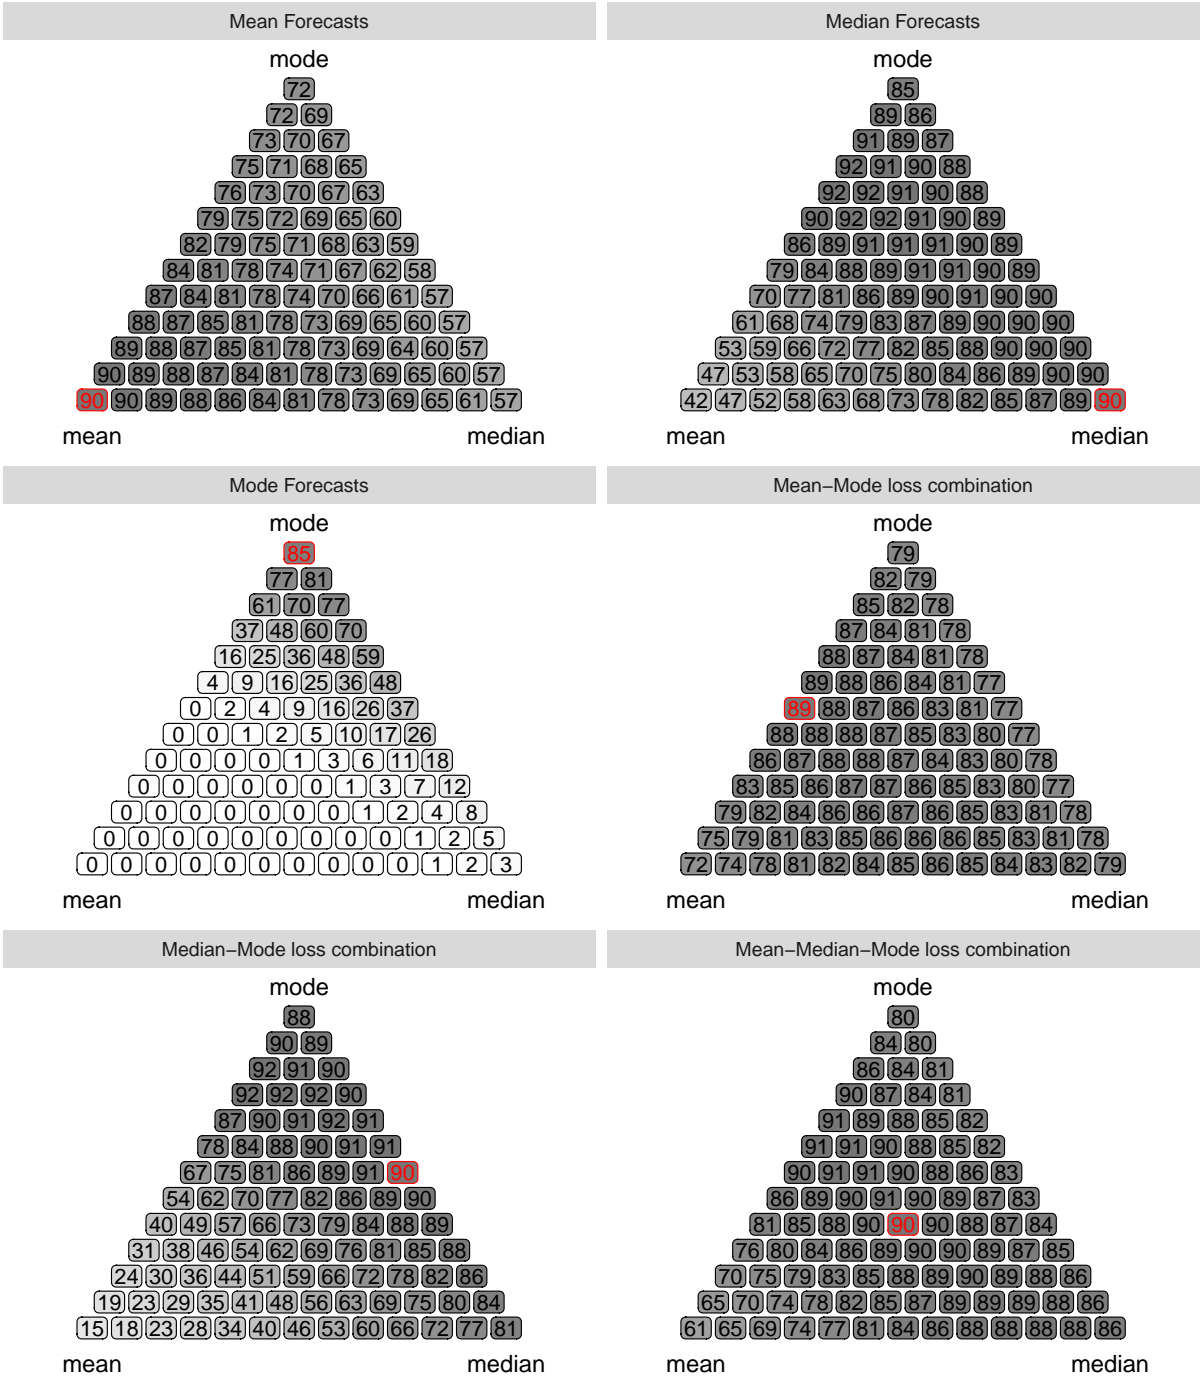 Mean Forecasts
mode
72
72 69
73 70 67
75 71 68 65
76 73 70 67 63
79 75 72 69 65 60
82 79 75 71 68 63 59
84 81 78 74 71 67 62 58
87 84 81 78 74 70 66 61 57
88 87 85 81 78 73 69 65 60 57
89 88 87 85 81 78 73 69 64 60 57
90 89 88 87 84 81 78 73 69 65 60 57
90 90 89 88 86 84 81 78 73 69 65 61 57
mean median
Median Forecasts
mode
85
89 86
91 89 87
92 91 90 88
92 92 91 90 88
90 92 92 91 90 89
86 89 91 91 91 90 89
79 84 88 89 91 91 90 89
70 77 81 86 89 90 91 90 90
61 68 74 79 83 87 89 90 90 90
53 59 66 72 77 82 85 88 90 90 90
47 53 58 65 70 75 80 84 86 89 90 90
42 47 52 58 63 68 73 78 82 85 87 89 90
mean median
Mode Forecasts
mode
85
77 81
61 70 77
37 48 60 70
16 25 36 48 59
4 9 16 25 36 48
0 2 4 9 16 26 37
0 0 1 2 5 10 17 26
0 0 0 0 1 3 6 11 18
0 0 0 0 0 0 1 3 7 12
0 0 0 0 0 0 0 1 2 4 8
0 0 0 0 0 0 0 0 0 1 2 5
0 0 0 0 0 0 0 0 0 0 1 2 3
mean median
Mean−Mode loss combination
mode
79
82 79
85 82 78
87 84 81 78
88 87 84 81 78
89 88 86 84 81 77
89 88 87 86 83 81 77
88 88 88 87 85 83 80 77
86 87 88 88 87 84 83 80 78
83 85 86 87 87 86 85 83 80 77
79 82 84 86 86 87 86 85 83 81 78
75 79 81 83 85 86 86 86 85 83 81 78
72 74 78 81 82 84 85 86 85 84 83 82 79
mean median
Median−Mode loss combination
mode
88
90 89
92 91 90
92 92 92 90
87 90 91 92 91
78 84 88 90 91 91
67 75 81 86 89 91 90
54 62 70 77 82 86 89 90
40 49 57 66 73 79 84 88 89
31 38 46 54 62 69 76 81 85 88
24 30 36 44 51 59 66 72 78 82 86
19 23 29 35 41 48 56 63 69 75 80 84
15 18 23 28 34 40 46 53 60 66 72 77 81
mean median
Mean−Median−Mode loss combination
mode
80
84 80
86 84 81
90 87 84 81
91 89 88 85 82
91 91 90 88 85 82
90 91 91 90 88 86 83
86 89 90 91 90 89 87 83
81 85 88 90 90 90 88 87 84
76 80 84 86 89 90 90 89 87 85
70 75 79 83 85 88 89 90 89 88 86
65 70 74 78 82 85 87 89 89 89 88 86
61 65 69 74 77 81 84 86 88 88 88 88 86
mean median